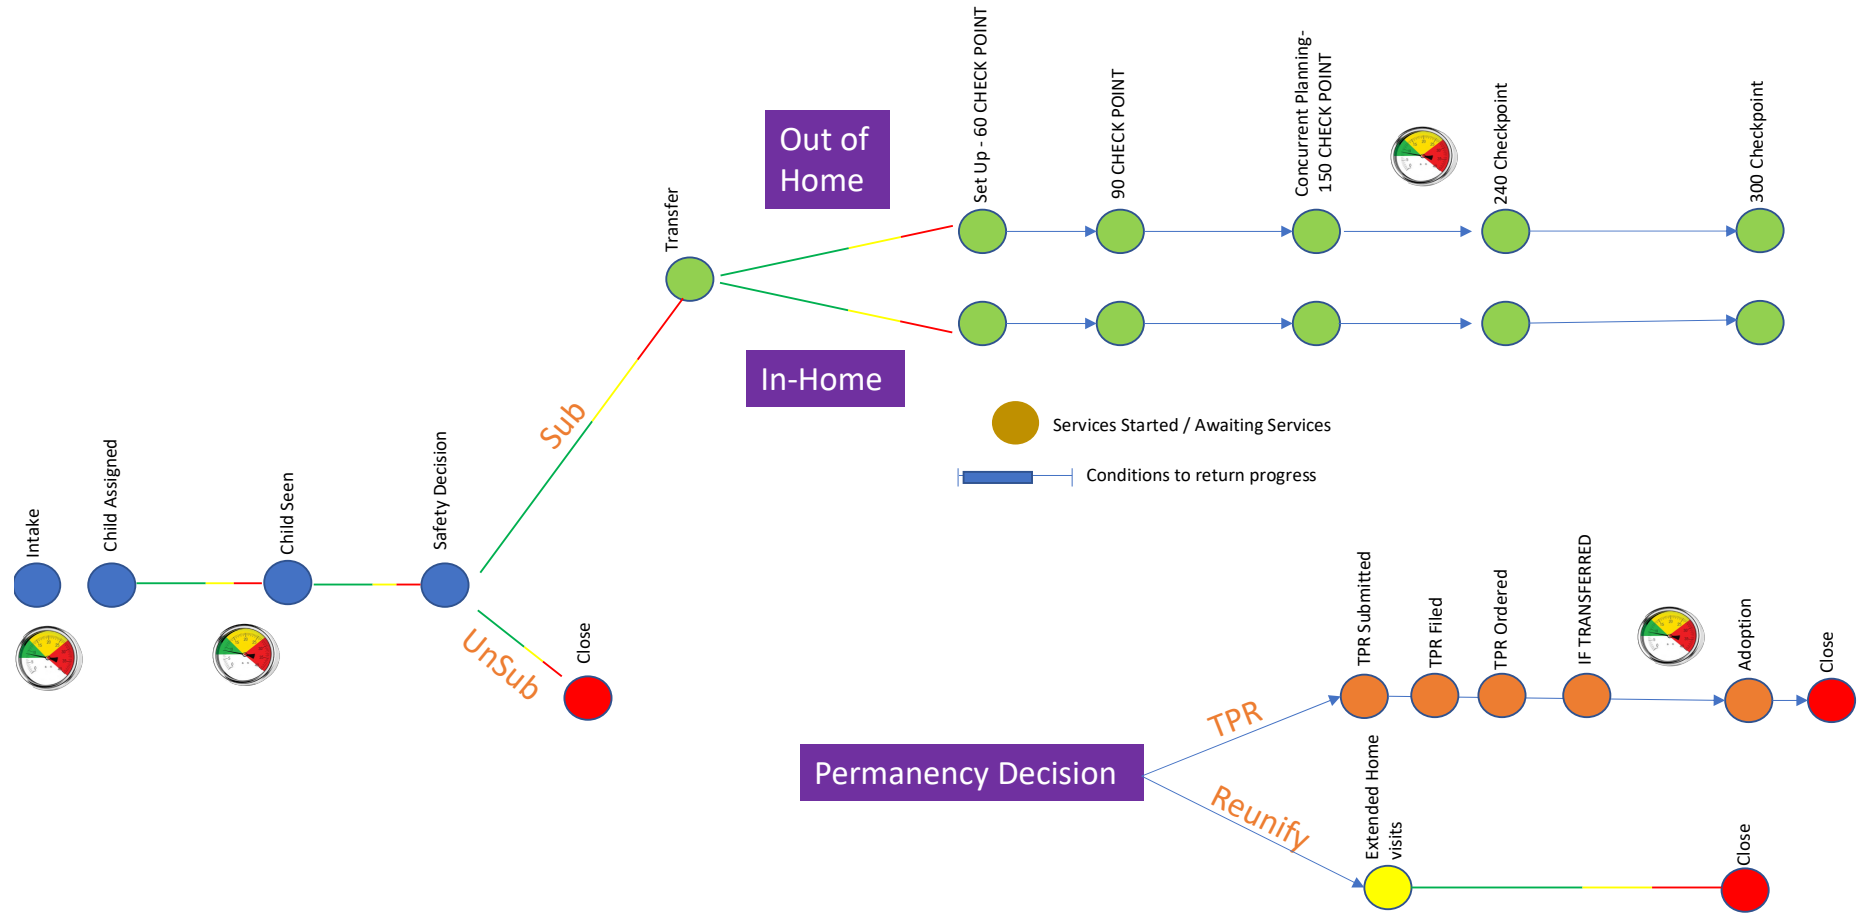 Out of
Home
In-Home
Transfer
Set Up - 60 CHECK POINT
90 CHECK POINT
Concurrent Planning-
150 CHECK POINT
240 Checkpoint
300 Checkpoint
Services Started / Awaiting Services
Conditions to return progress
Intake
Child Assigned
Child Seen
Safety Decision
Sub
UnSub
Close
Permanency Decision
TPR
Reunify
TPR Submitted
TPR Filed
TPR Ordered
IF TRANSFERRED
Adoption
Close
Extended Home
visits
Close